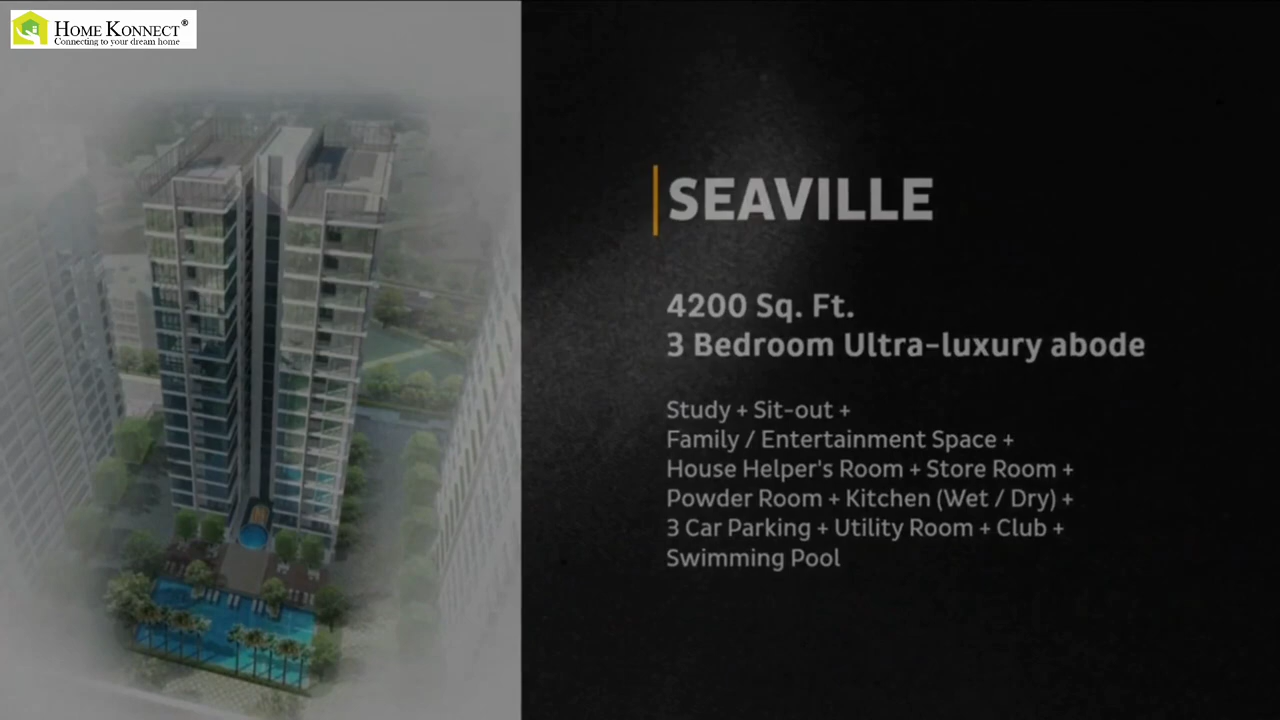 HOME KONNECT®
Connecting to your dream home
SEAVILLE
4200 Sq. Ft.
3 Bedroom Ultra-luxury abode
Study + Sit-out +
Family / Entertainment Space +
House Helper's Room + Store Room +
Powder Room + Kitchen (Wet / Dry) +
3 Car Parking + Utility Room + Club +
Swimming Pool